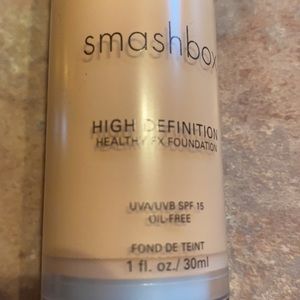 smashbox
HIGH DEFINITION
HEALTHY FX FOUNDATION
UVA/UVB SPF 15
OIL-FREE
FOND DE TEINT
1 fl. oz./ 30ml